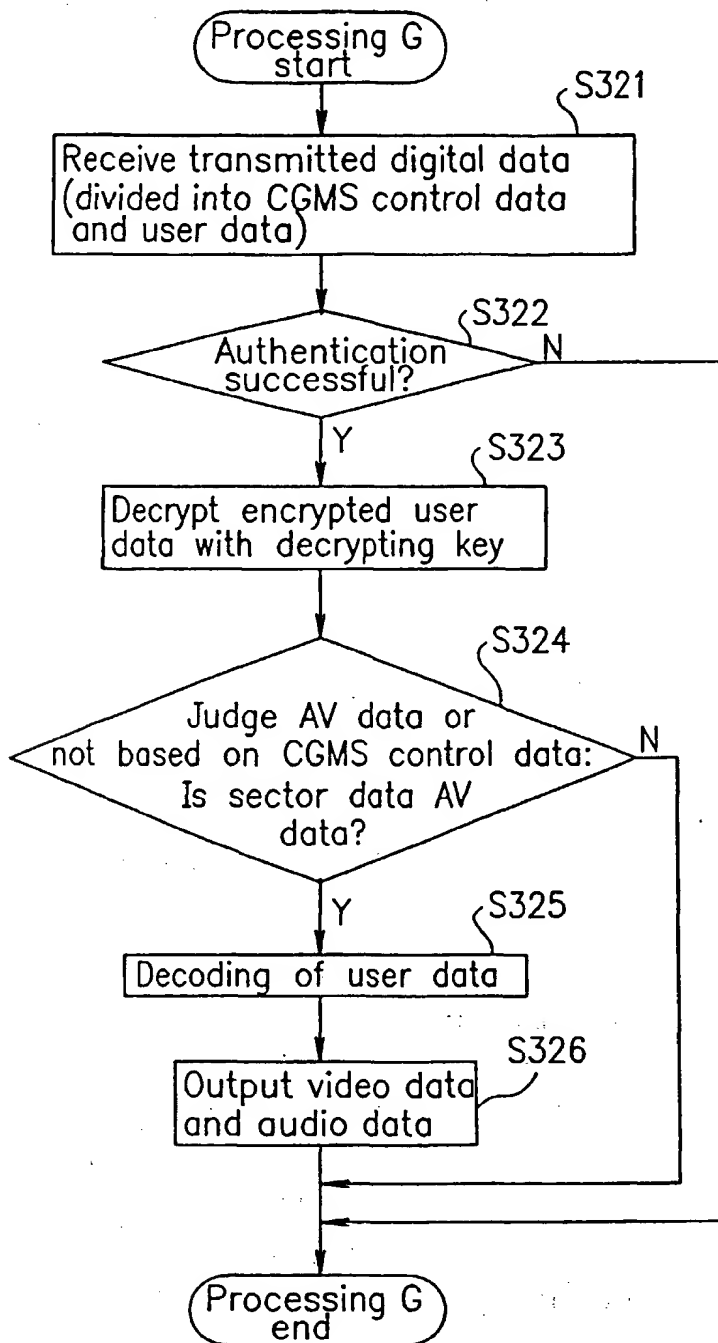 Processing G
start
S321
Receive transmitted digital data
(divided into CGMS control data
and user data)
S322
Authentication
successful?
N
Y
S323
Decrypt encrypted user
data with decrypting key
S324
Judge AV data or
not based on CGMS control data:
Is sector data AV
data?
N
Y
S325
Decoding of user data
S326
Output video data
and audio data
Processing G
end